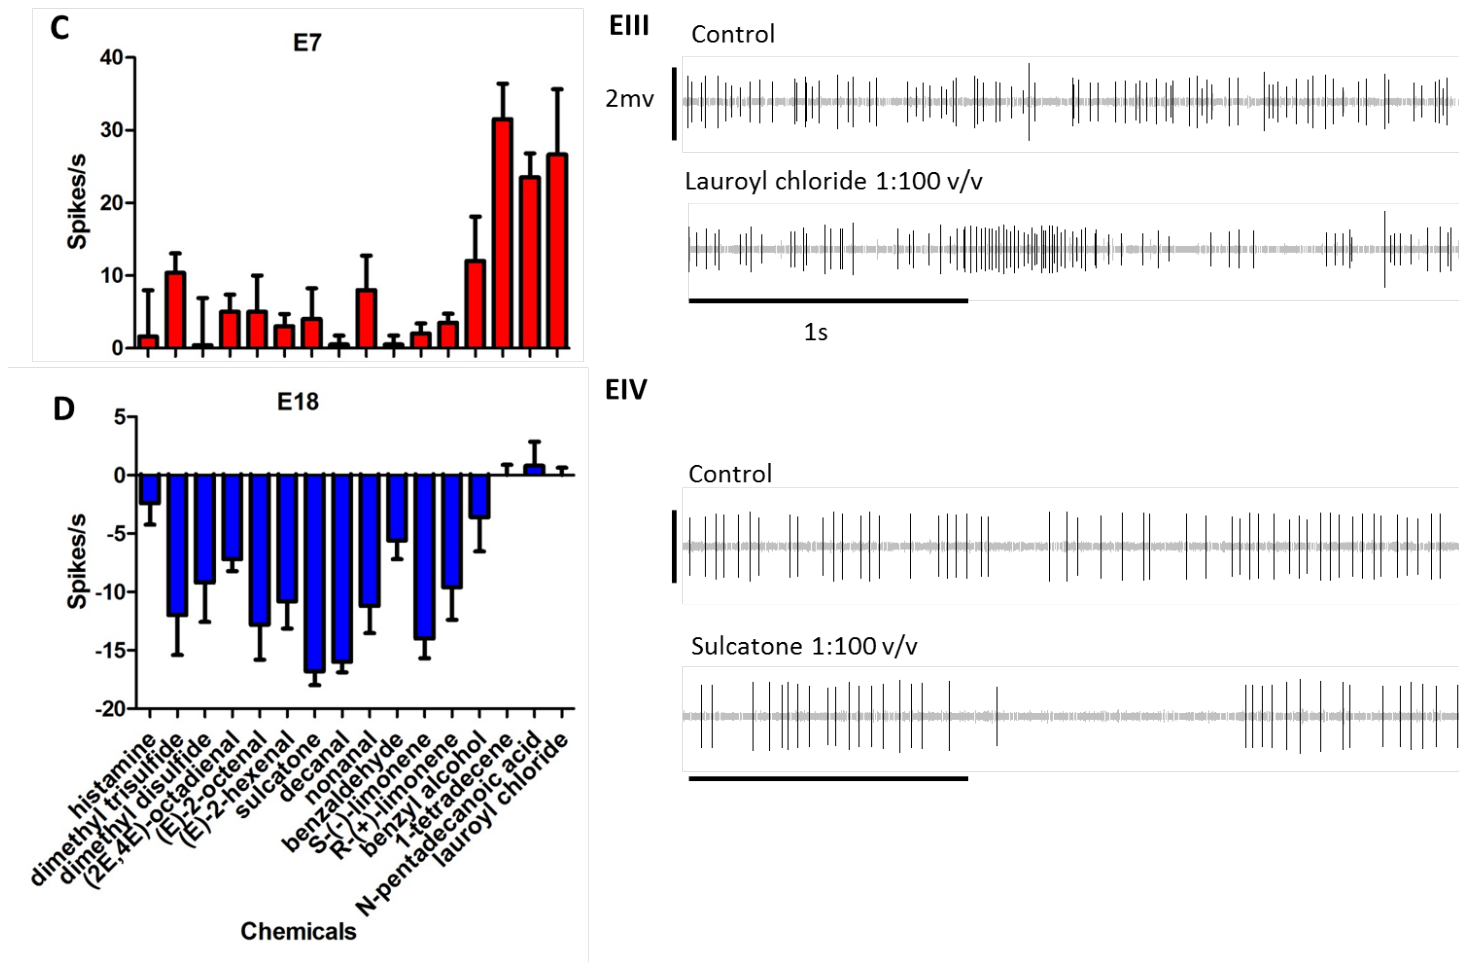 C
E7
40
30
20
10
0
Spikes/s
D
E18
5
0
-5
-10
-15
-20
Spikes/s
histamine
dimethyl trisulfide
dimethyl disulfide
(2E,4E)-octadienal
(E)-2-octenal
(E)-2-hexenal
sulcatone
decanal
nonanal
benzaldehyde
S-(-)-limonene
R-(+)-limonene
benzyl alcohol
1-tetradecene
N-pentadecanoic acid
lauroyl chloride
Chemicals
EIII
Control
2mv
Lauroyl chloride 1:100 v/v
1s
EIV
Control
Sulcatone 1:100 v/v